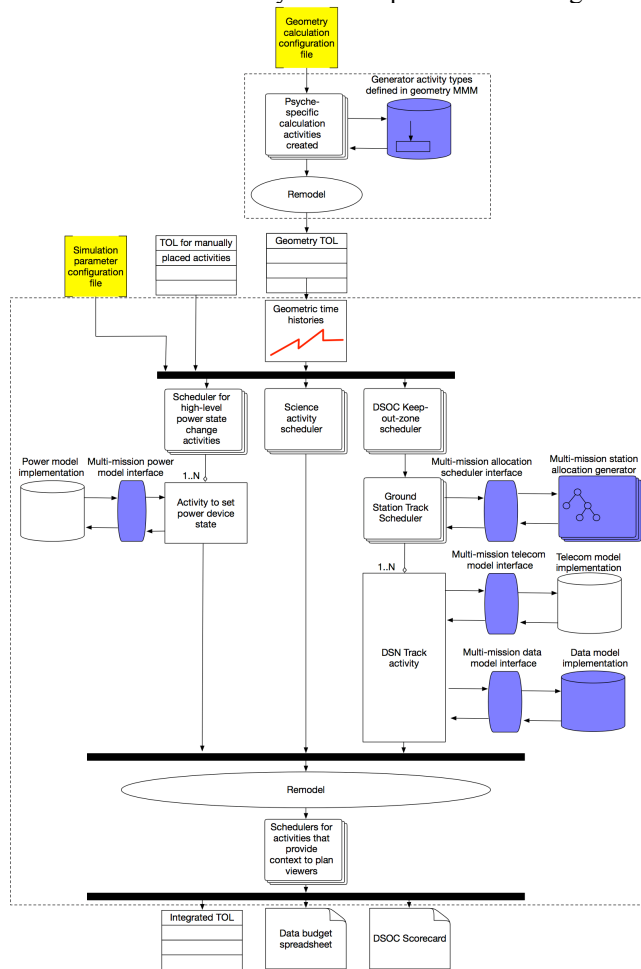 Geometry
calculation
configuration
file
Generator activity types
defined in geometry MMM
Psyche-
specific
calculation
activities
created
Remodel
Simulation
parameter
configuration
file
TOL for manually
placed activities
Geometry TOL
Geometric time
histories
Scheduler for
high-level
power state
change
activities
Science
activity
scheduler
DSOC Keep-
out-zone
scheduler
Power model
implementation
Multi-mission power
model interface
1..N
Activity to set
power device
state
Multi-mission allocation
scheduler interface
Multi-mission station
allocation generator
Ground
Station Track
Scheduler
1..N
Multi-mission telecom
model interface
Telecom model
implementation
DSN Track
activity
Multi-mission data
model interface
Data model
implementation
Remodel
Schedulers for
activities that
provide
context to plan
viewers
Integrated TOL
Data budget
spreadsheet
DSOC Scorecard